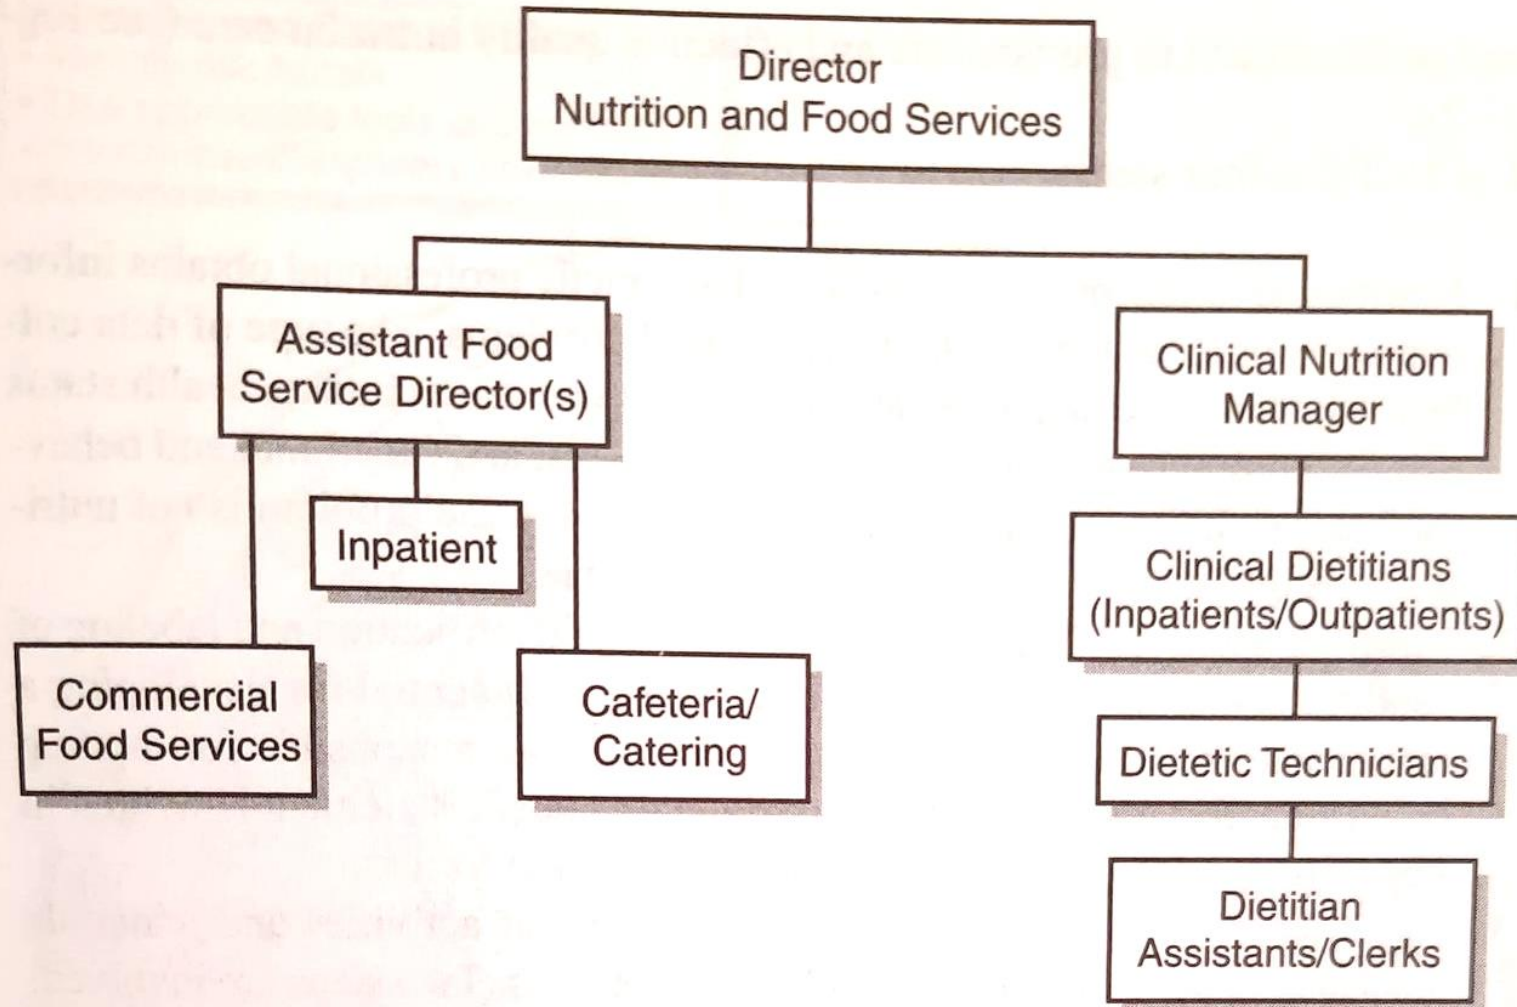 Director
Nutrition and Food Services
Assistant Food
Service Director(s)
Clinical Nutrition
Manager
Inpatient
Clinical Dietitians
(Inpatients/Outpatients)
Commercial
Food Services
Cafeteria/
Catering
Dietetic Technicians
Dietitian
Assistants/Clerks